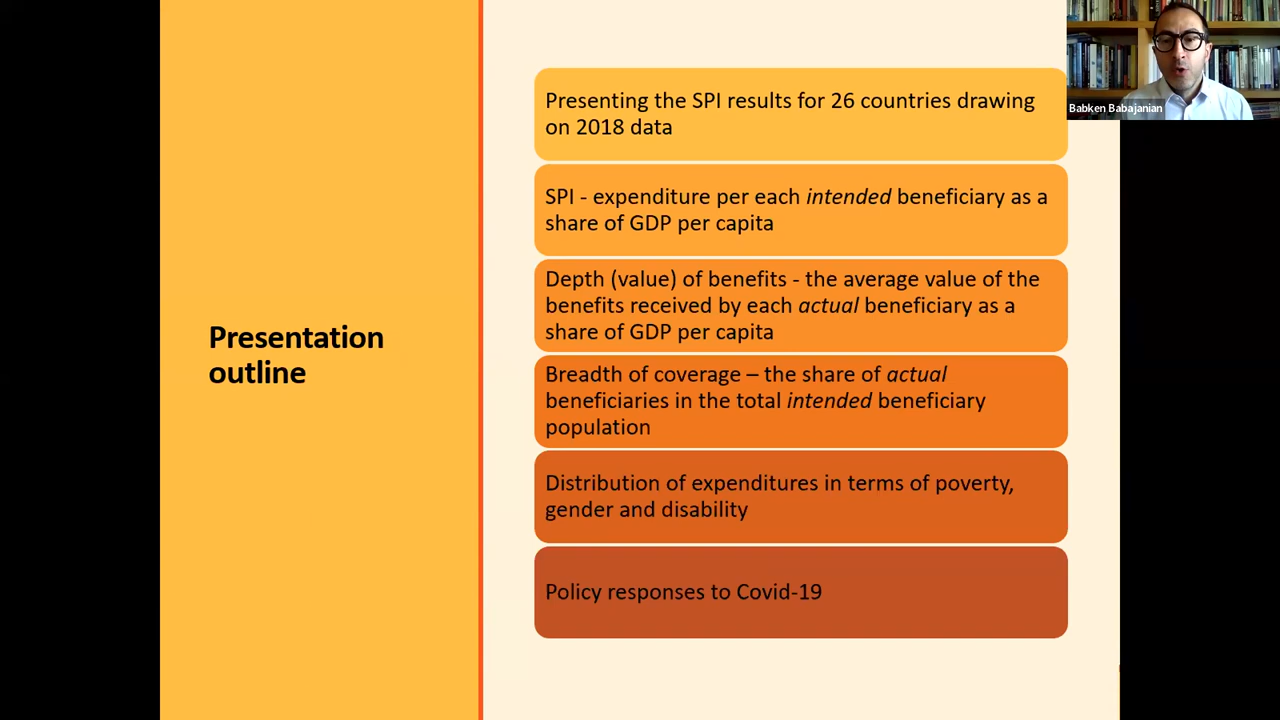 Presentation
outline
Presenting the SPI results for 26 countries drawing
on 2018 data
SPI - expenditure per each intended beneficiary as a
share of GDP per capita
Depth (value) of benefits - the average value of the
benefits received by each actual beneficiary as a
share of GDP per capita
Breadth of coverage – the share of actual
beneficiaries in the total intended beneficiary
population
Distribution of expenditures in terms of poverty,
gender and disability
Policy responses to Covid-19
Babken Babajanian